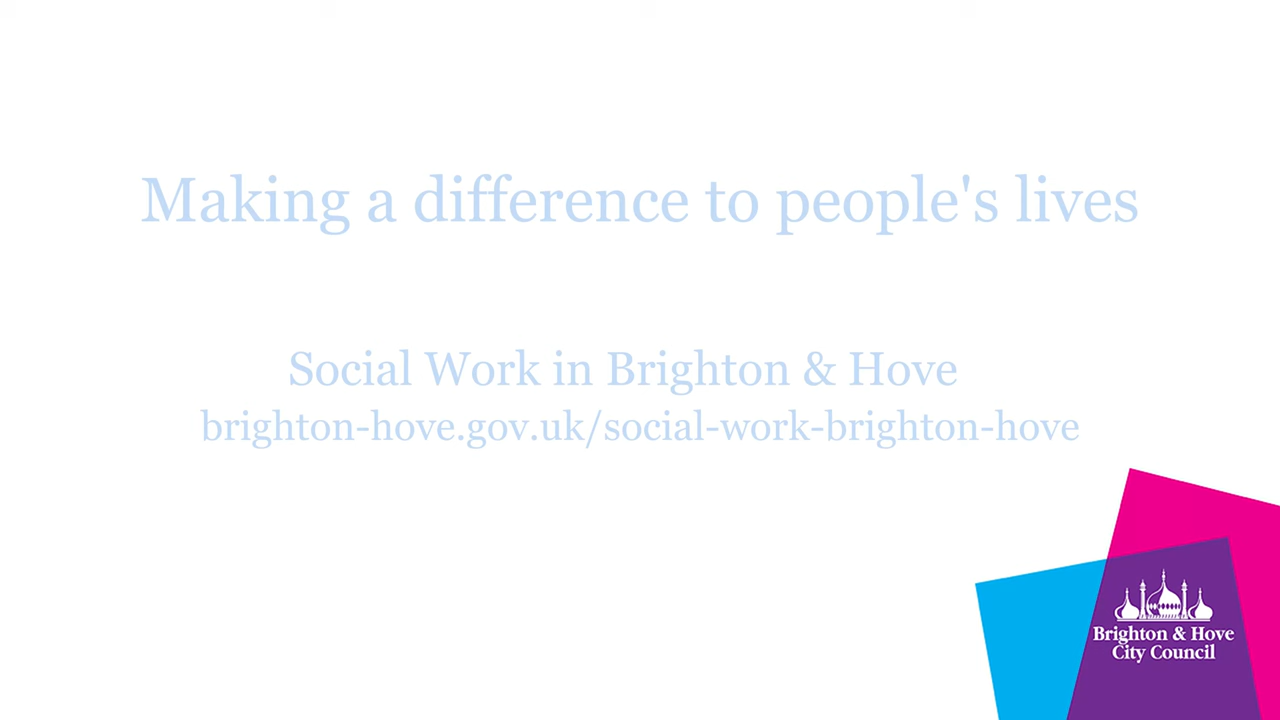 Making a difference to people's lives
Social Work in Brighton & Hove
brighton-hove.gov.uk/social-work-brighton-hove
Brighton & Hove
City Council